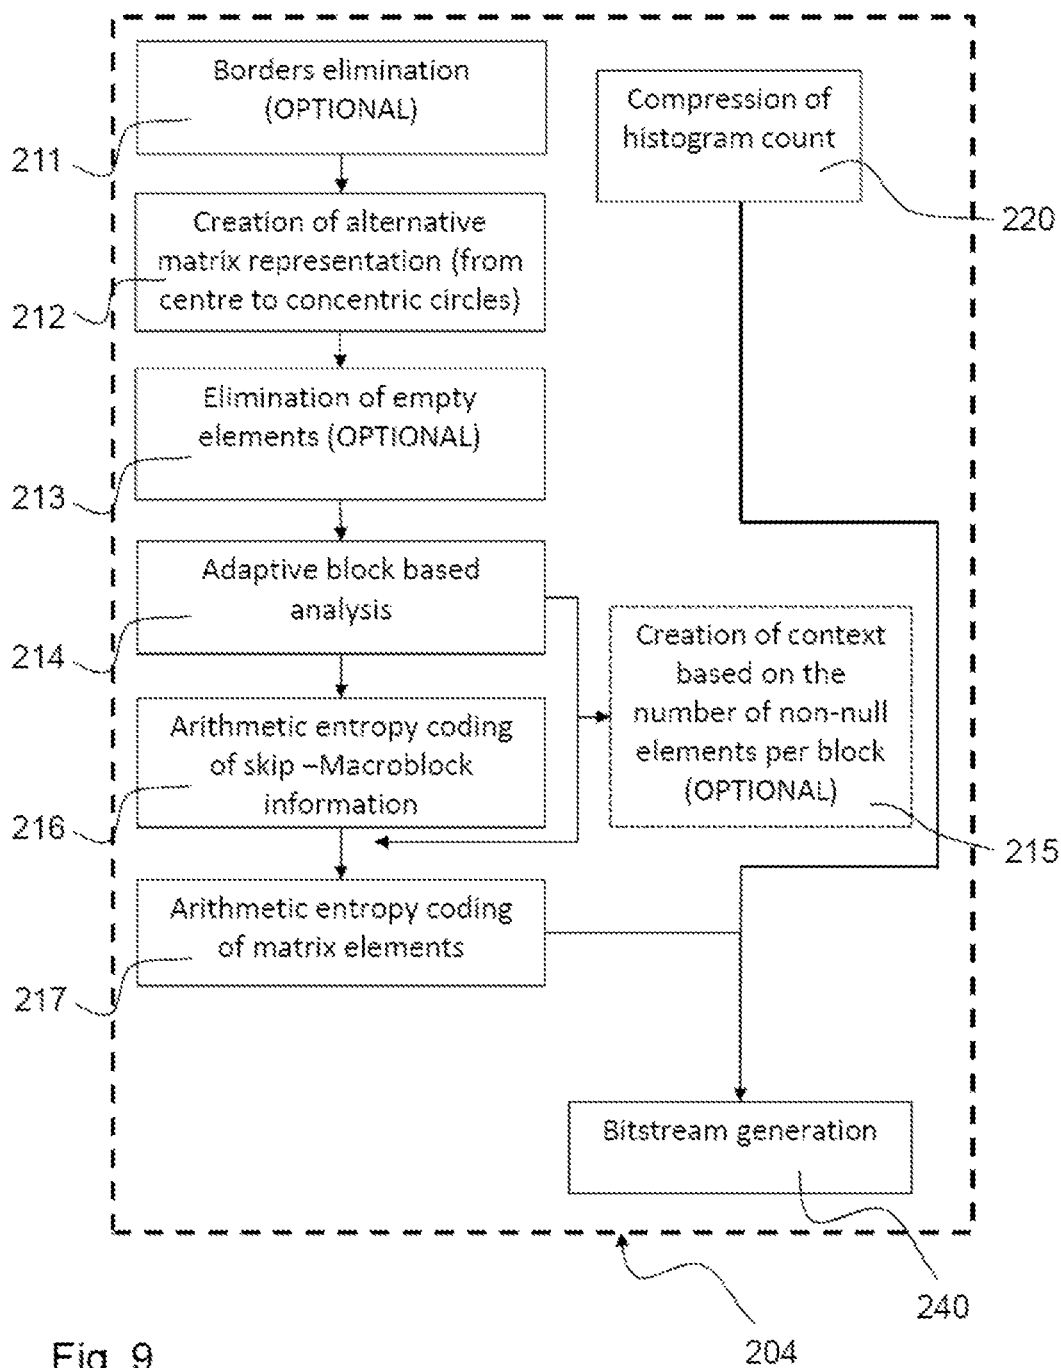 Borders elimination
(OPTIONAL)
211
Compression of
histogram count
220
Creation of alternative
matrix representation (from
centre to concentric circles)
212
Elimination of empty
elements (OPTIONAL)
213
Adaptive block based
analysis
214
Creation of context
based on the
number of non-null
elements per block
(OPTIONAL)
215
Arithmetic entropy coding
of skip –Macroblock
information
216
Arithmetic entropy coding
of matrix elements
217
Bitstream generation
240
204
Fig. 9